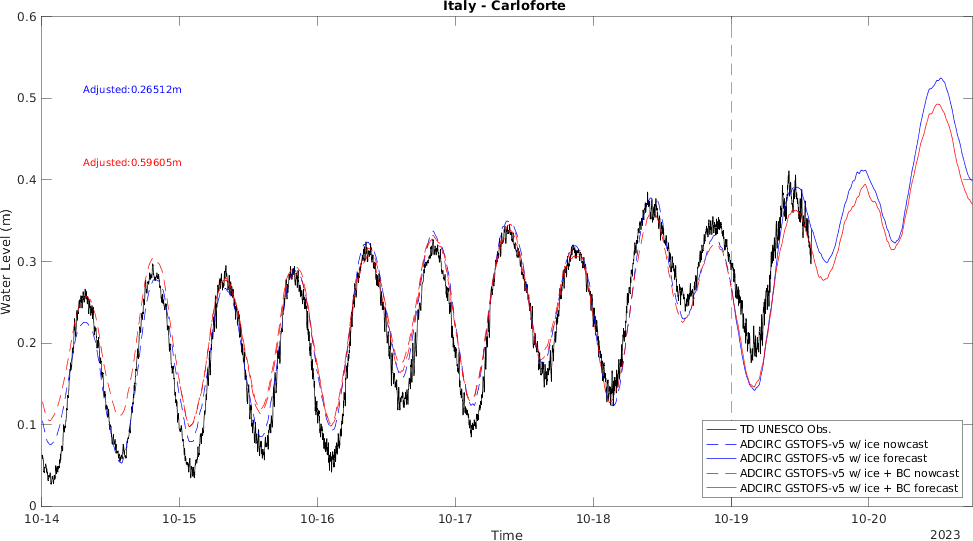 Italy - Carloforte
Adjusted:0.26512m
Adjusted:0.59605m
Water Level (m)
0.6
0.5
0.4
0.3
0.2
0.1
0
10-14 10-15 10-16 10-17 10-18 10-19 10-20
Time
2023
TD UNESCO Obs.
ADCIRC GSTOFS-v5 w/ ice nowcast
ADCIRC GSTOFS-v5 w/ ice forecast
ADCIRC GSTOFS-v5 w/ ice + BC nowcast
ADCIRC GSTOFS-v5 w/ ice + BC forecast